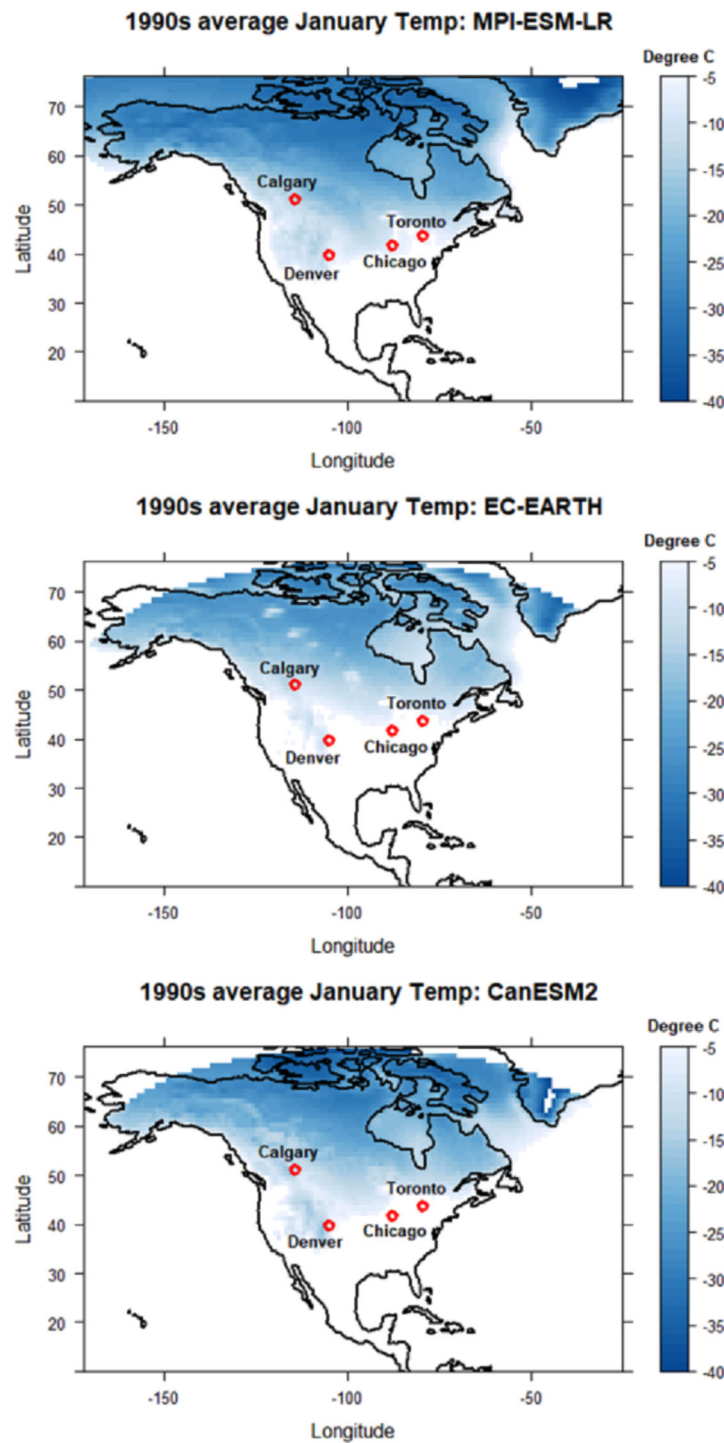 1990s average January Temp: MPI-ESM-LR
Degree C
Latitude
70
60
50
40
30
20
Calgary
Toronto
Denver
Chicago
-5
-10
-15
-20
-25
-30
-35
-40
-150
-100
-50
Longitude
1990s average January Temp: EC-EARTH
Degree C
Latitude
70
60
50
40
30
20
Calgary
Toronto
Denver
Chicago
-5
-10
-15
-20
-25
-30
-35
-40
-150
-100
-50
Longitude
1990s average January Temp: CanESM2
Degree C
Latitude
70
60
50
40
30
20
Calgary
Toronto
Denver
Chicago
-5
-10
-15
-20
-25
-30
-35
-40
-150
-100
-50
Longitude